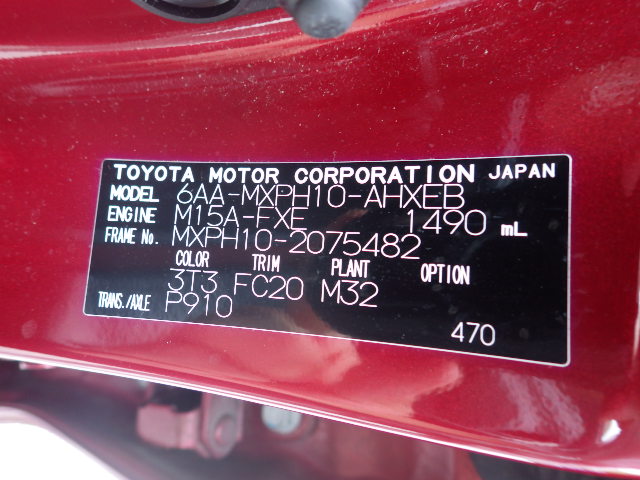 TOYOTA MOTOR CORPORATION JAPAN
MODEL 6AA-MXPH10-AHXEB
ENGINE M15A-FXE 1490 mL
FRAME No. MXPH10-2075482
COLOR TRIM PLANT OPTION
3T3 FC20 M32
TRANS./AXLE P910
470